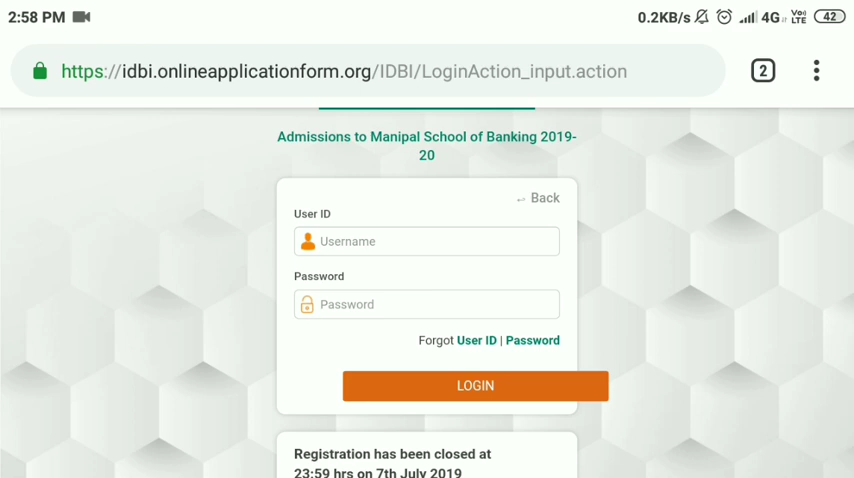 2:58 PM 0.2KB/s 4G Vo) LTE 42
https://idbi.onlineapplicationform.org/IDBI/LoginAction_input.action 2
Admissions to Manipal School of Banking 2019-
20
Back
User ID
Username
Password
Password
Forgot User ID | Password
LOGIN
Registration has been closed at
23:59 hrs on 7th July 2019